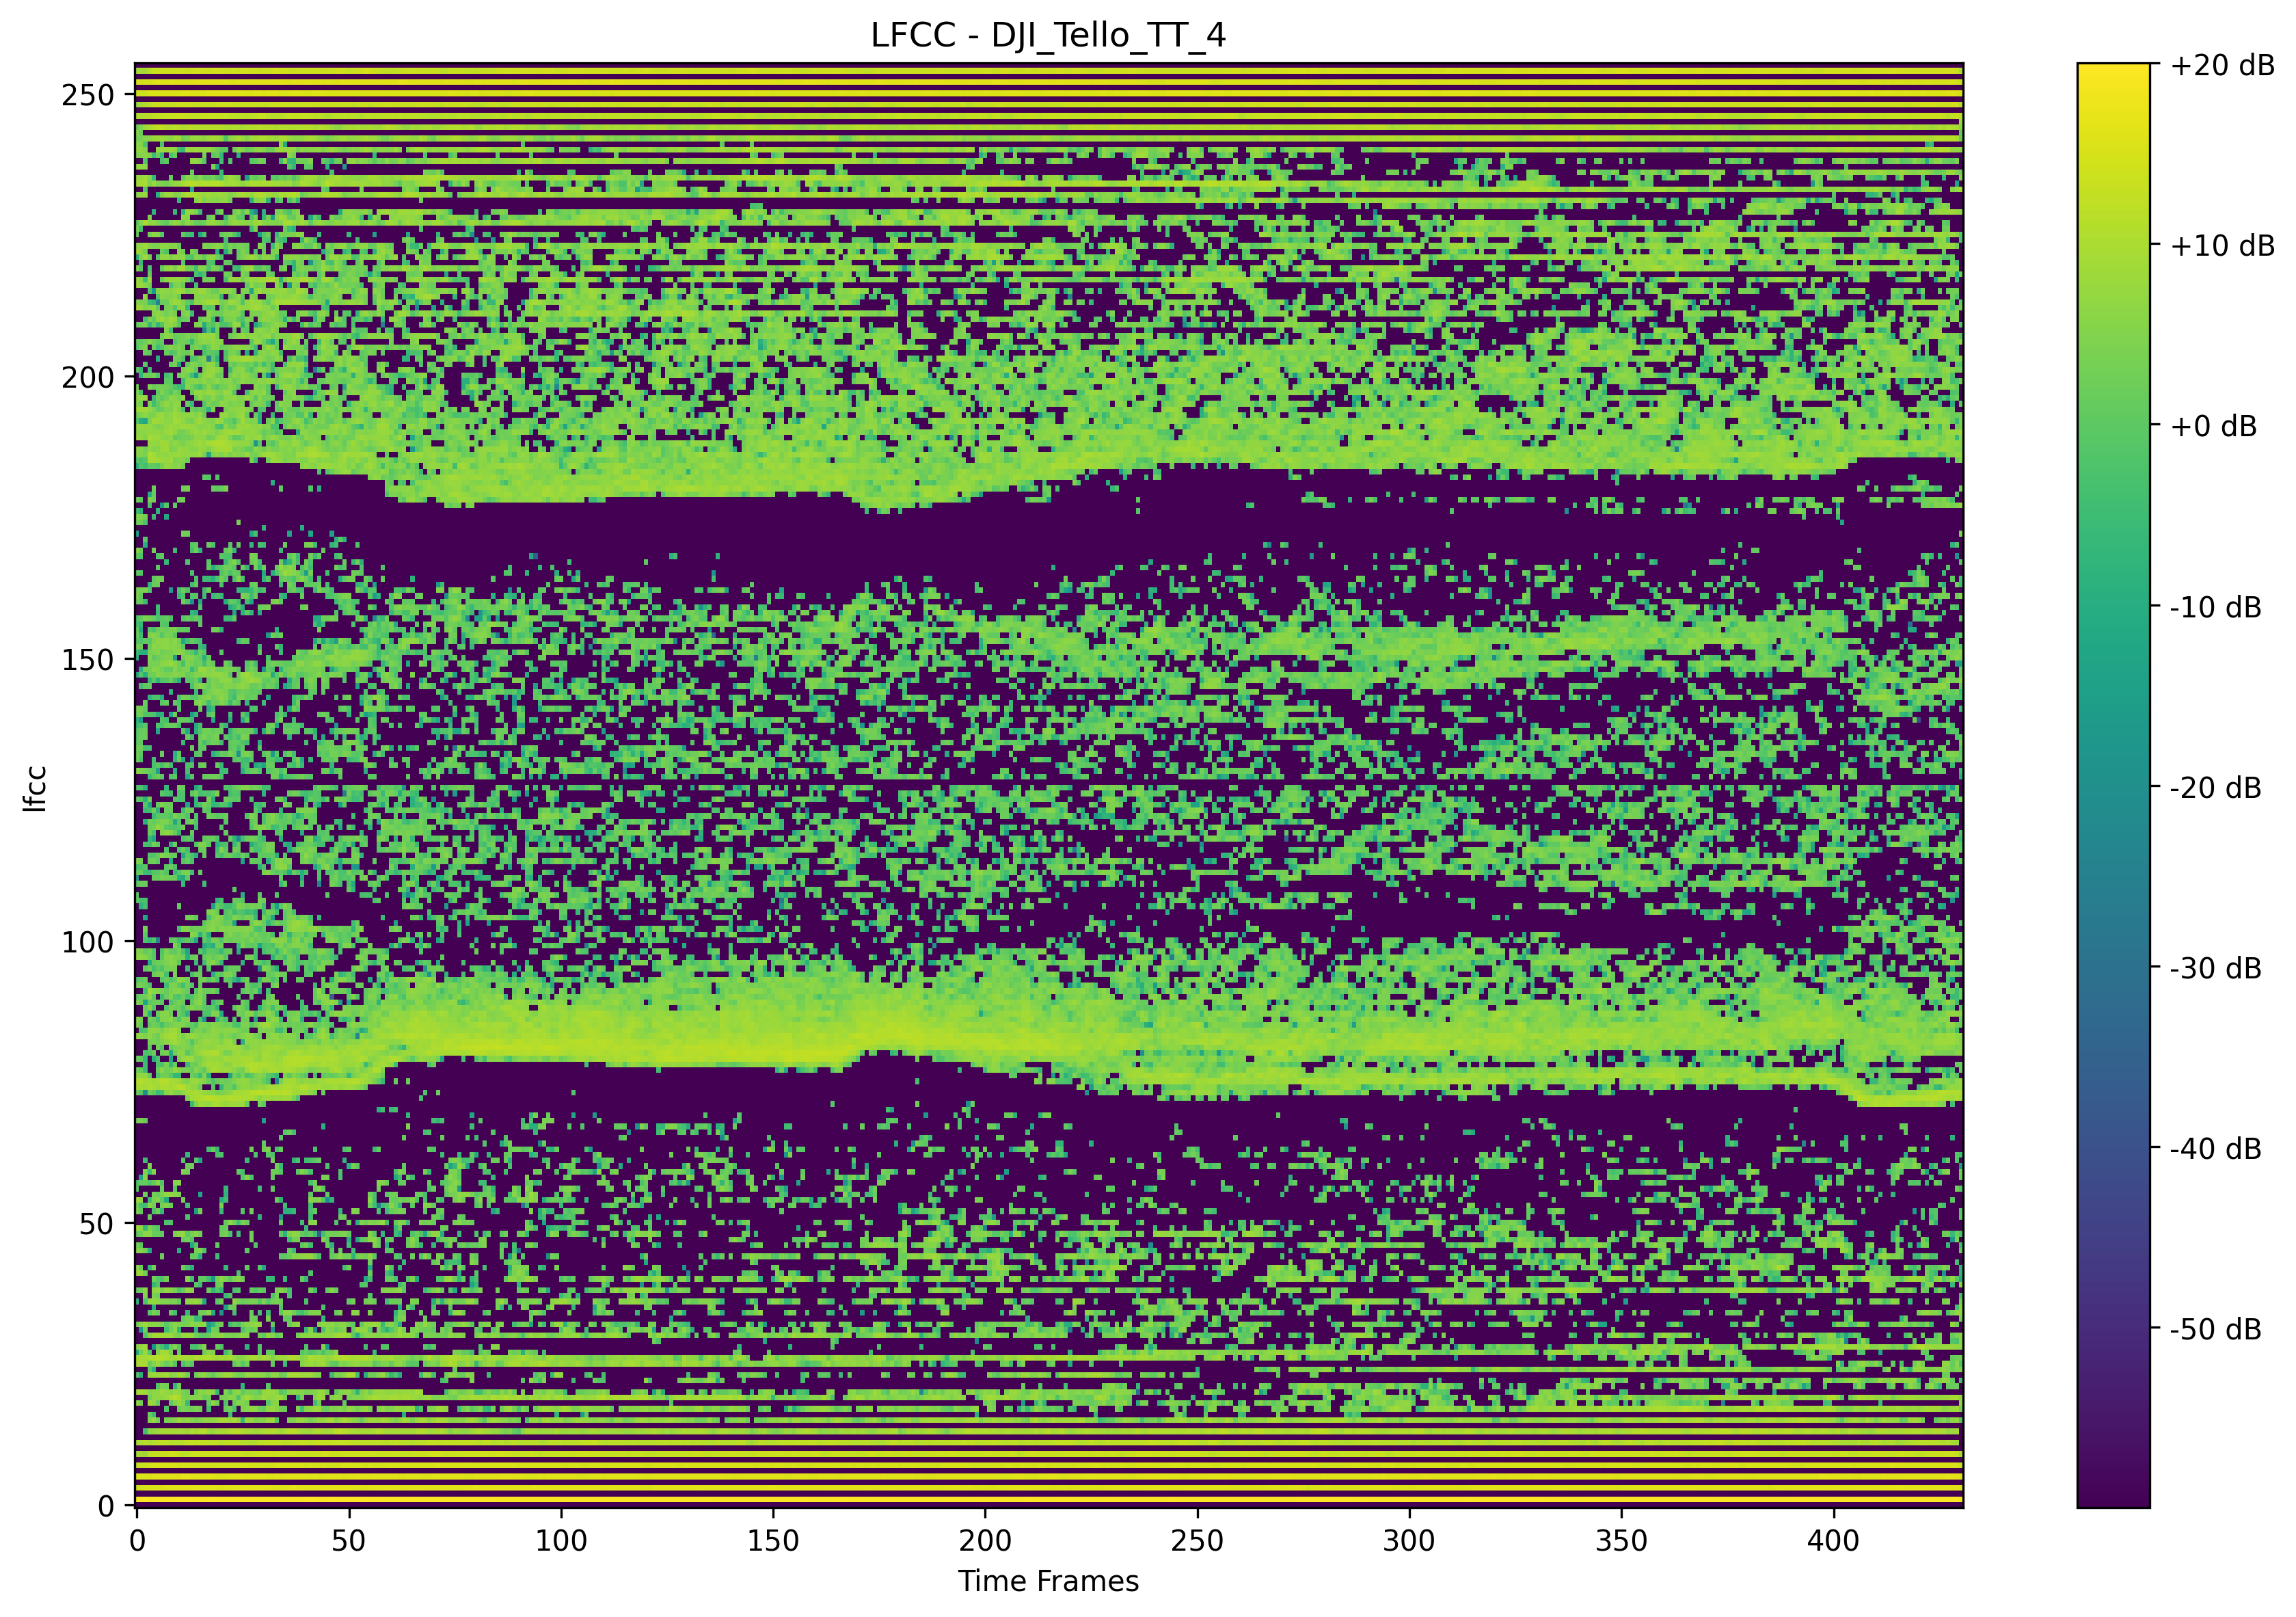 LFCC - DJI_Tello_TT_4
+20 dB
+10 dB
+0 dB
-10 dB
-20 dB
-30 dB
-40 dB
-50 dB
250
200
150
100
50
0
lfcc
0 50 100 150 200 250 300 350 400
Time Frames